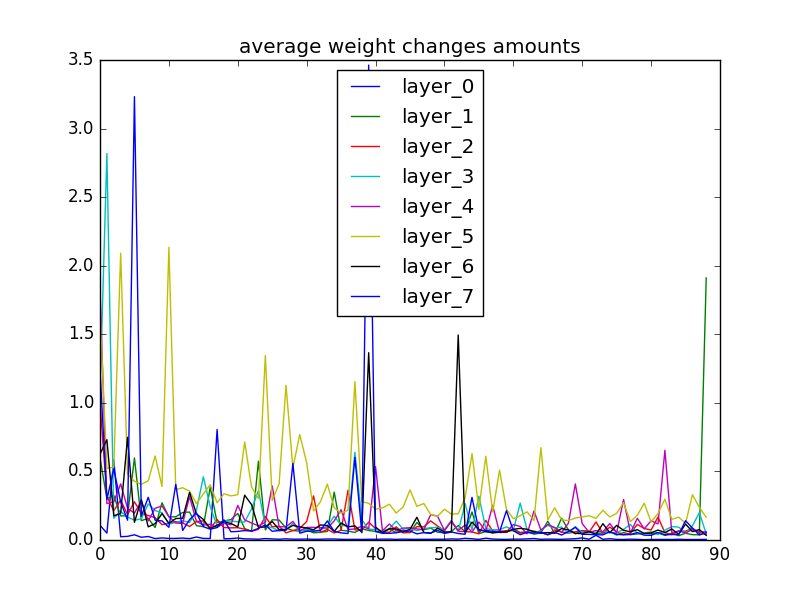 average weight changes amounts
3.5
3.0
2.5
2.0
1.5
1.0
0.5
0.0
layer_0
layer_1
layer_2
layer_3
layer_4
layer_5
layer_6
layer_7
0 10 20 30 40 50 60 70 80 90